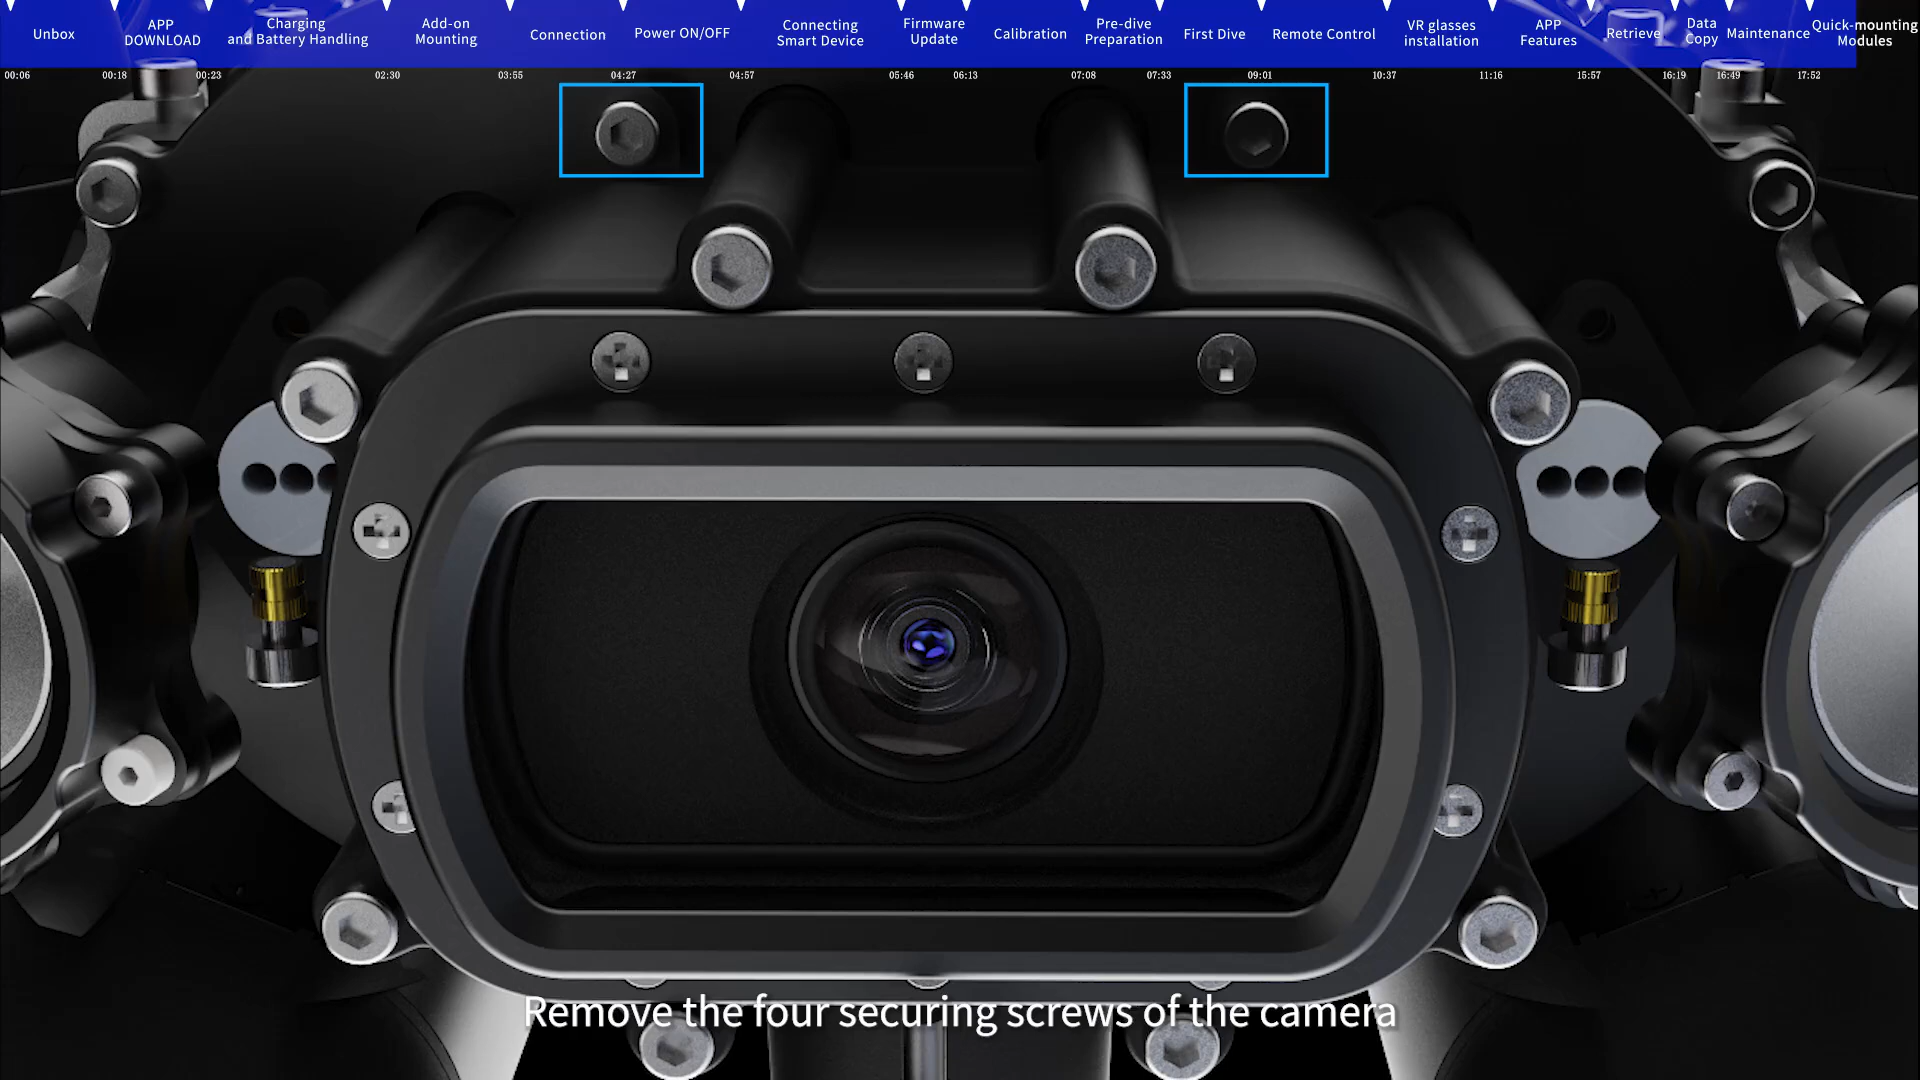 Unbox
APP
DOWNLOAD
Charging
and Battery Handling
Add-on
Mounting
Connection
Power ON/OFF
Connecting
Smart Device
Firmware
Update
Calibration
Pre-dive
Preparation
First Dive
Remote Control
VR glasses
installation
APP
Features
Retrieve
Data
Copy
Maintenance
Quick-mounting
Modules
00:06 00:18 00:23 02:30 03:55 04:27 04:57 05:46 06:13 07:08 07:33 09:01 10:37 11:16 15:57 16:19 16:49 17:52
Remove the four securing screws of the camera